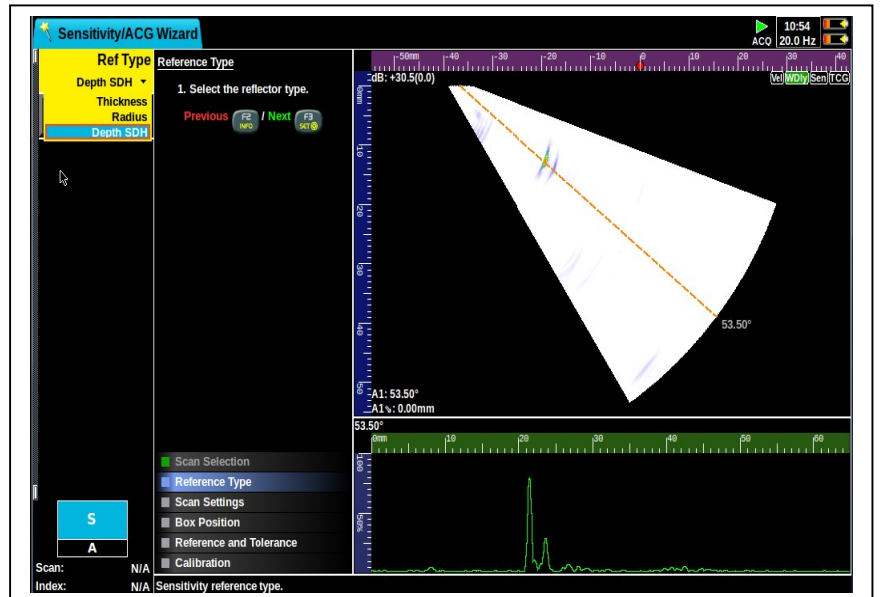 Sensitivity/ACG Wizard
ACQ
10:54
20.0 Hz
Ref Type
Depth SDH
Thickness
Radius
Depth SDH
Reference Type
1. Select the reflector type.
Previous F2 INFO / Next F3 SET
-50mm -40 -30 -20 -10 0 10 20 30 40
dB: +30.5(0.0)
Vel WDly Sen TCG
0mm
10
20
30
40
50
53.50°
A1: 53.50°
A1: 0.00mm
53.50°
0mm 10 20 30 40 50 60
100
50%
Scan Selection
Reference Type
Scan Settings
Box Position
Reference and Tolerance
Calibration
S
A
Scan: N/A
Index: N/A
Sensitivity reference type.